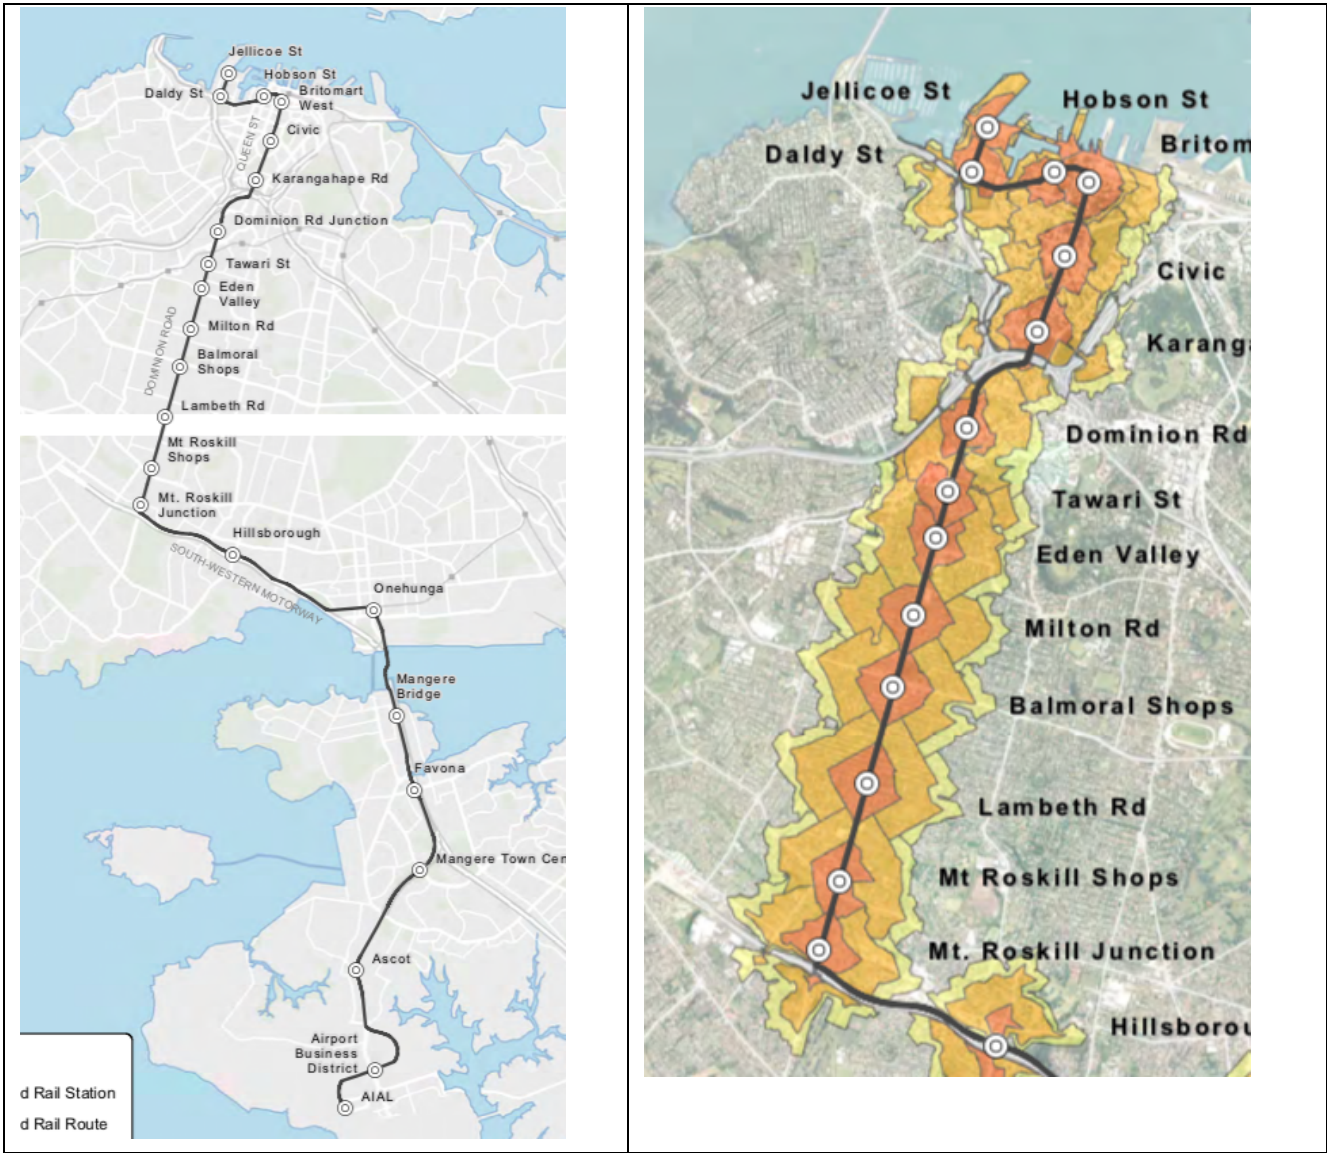 Jellicoe St
Hobson St
Daldy St
Britomart
West
QUEEN ST
Civic
Karangahape Rd
Dominion Rd Junction
Tawari St
Eden
Valley
DOMINION ROAD
Milton Rd
Balmoral
Shops
Lambeth Rd
Mt Roskill
Shops
Mt. Roskill
Junction
Hillsborough
SOUTH-WESTERN MOTORWAY
Onehunga
Mangere
Bridge
Favona
Mangere Town Cen
Ascot
Airport
Business
District
AIAL
d Rail Station
d Rail Route
Jellicoe St
Hobson St
Daldy St
Britom
Civic
Karanga
Dominion Rd
Tawari St
Eden Valley
Milton Rd
Balmoral Shops
Lambeth Rd
Mt Roskill Shops
Mt. Roskill Junction
Hillsborou